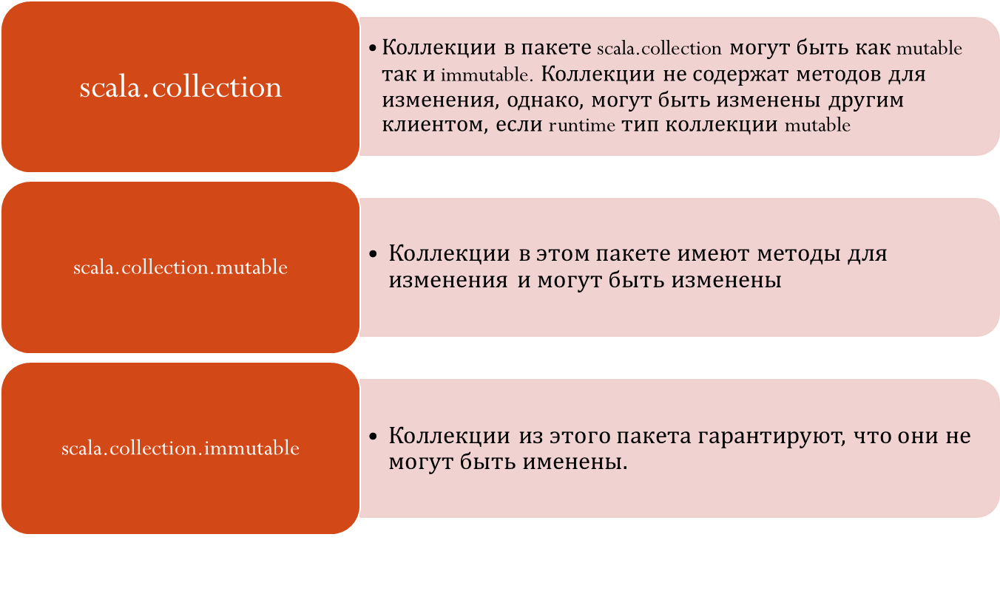 scala.collection
• Коллекции в пакете scala.collection могут быть как mutable
так и immutable. Коллекции не содержат методов для
изменения, однако, могут быть изменены другим
клиентом, если runtime тип коллекции mutable
scala.collection.mutable
• Коллекции в этом пакете имеют методы для
изменения и могут быть изменены
scala.collection.immutable
• Коллекции из этого пакета гарантируют, что они не
могут быть именены.